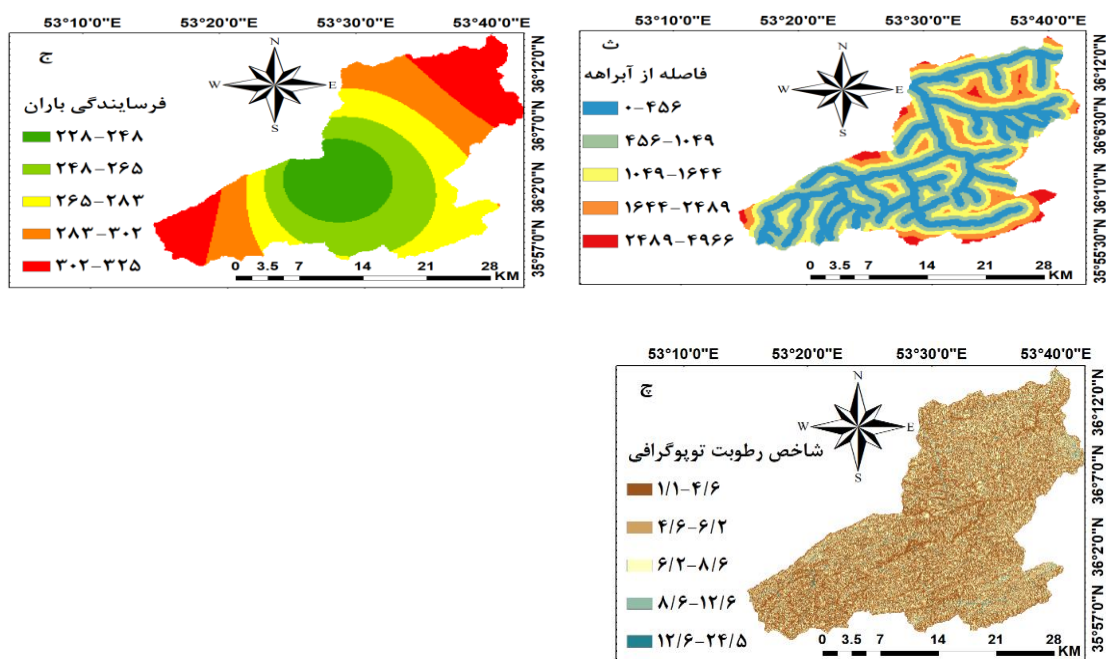 53°10'0"E 53°20'0"E 53°30'0"E 53°40'0"E
ج
N
W E
S
فرسایندگی باران
۲۲۸-۲۴۸
۲۴۸-۲۶۵
۲۶۵-۲۸۳
۲۸۳-۳۰۲
۳۰۲-۳۲۵
0 3.5 7 14 21 28
KM
36°12'0"N
36°7'0"N
36°2'0"N
35°57'0"N
53°10'0"E 53°20'0"E 53°30'0"E 53°40'0"E
ث
N
W E
S
فاصله از آبراهه
۰-۴۵۶
۴۵۶-۱۰۴۹
۱۰۴۹-۱۶۴۴
۱۶۴۴-۲۴۸۹
۲۴۸۹-۴۹۶۶
0 3.5 7 14 21 28
KM
36°12'0"N
36°6'30"N
36°1'0"N
35°55'30"N
53°10'0"E 53°20'0"E 53°30'0"E 53°40'0"E
چ
N
W E
S
شاخص رطوبت توپوگرافی
۱/۱-۴/۶
۴/۶-۶/۲
۶/۲-۸/۶
۸/۶-۱۲/۶
۱۲/۶-۲۴/۵
0 3.5 7 14 21 28
KM
36°12'0"N
36°7'0"N
36°2'0"N
35°57'0"N